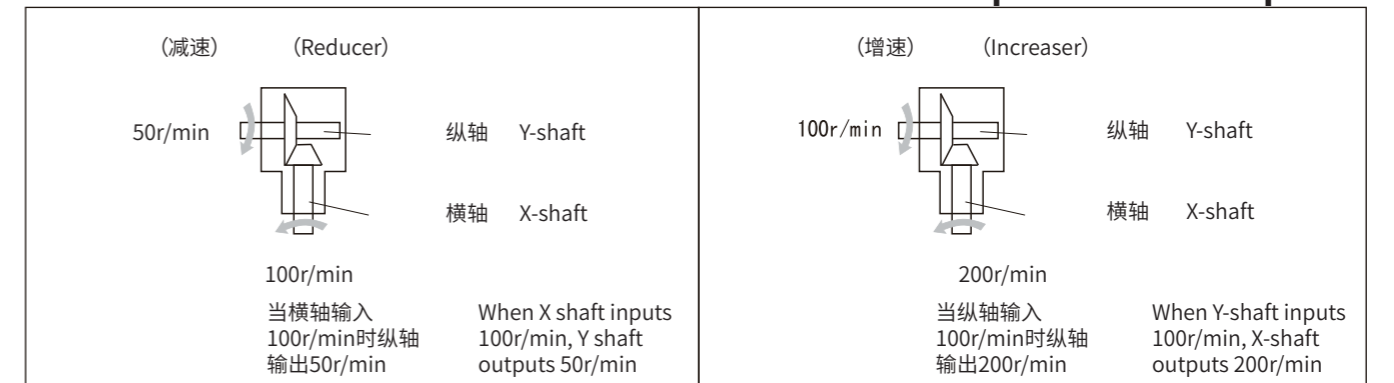 （减速） （Reducer）
50r/min
纵轴 Y-shaft
横轴 X-shaft
100r/min
当横轴输入
100r/min时纵轴
输出50r/min
When X shaft inputs
100r/min, Y shaft
outputs 50r/min
（增速） （Increaser）
100r/min
纵轴 Y-shaft
横轴 X-shaft
200r/min
当纵轴输入
100r/min时纵轴
输出200r/min
When Y-shaft inputs
100r/min, X-shaft
outputs 200r/min